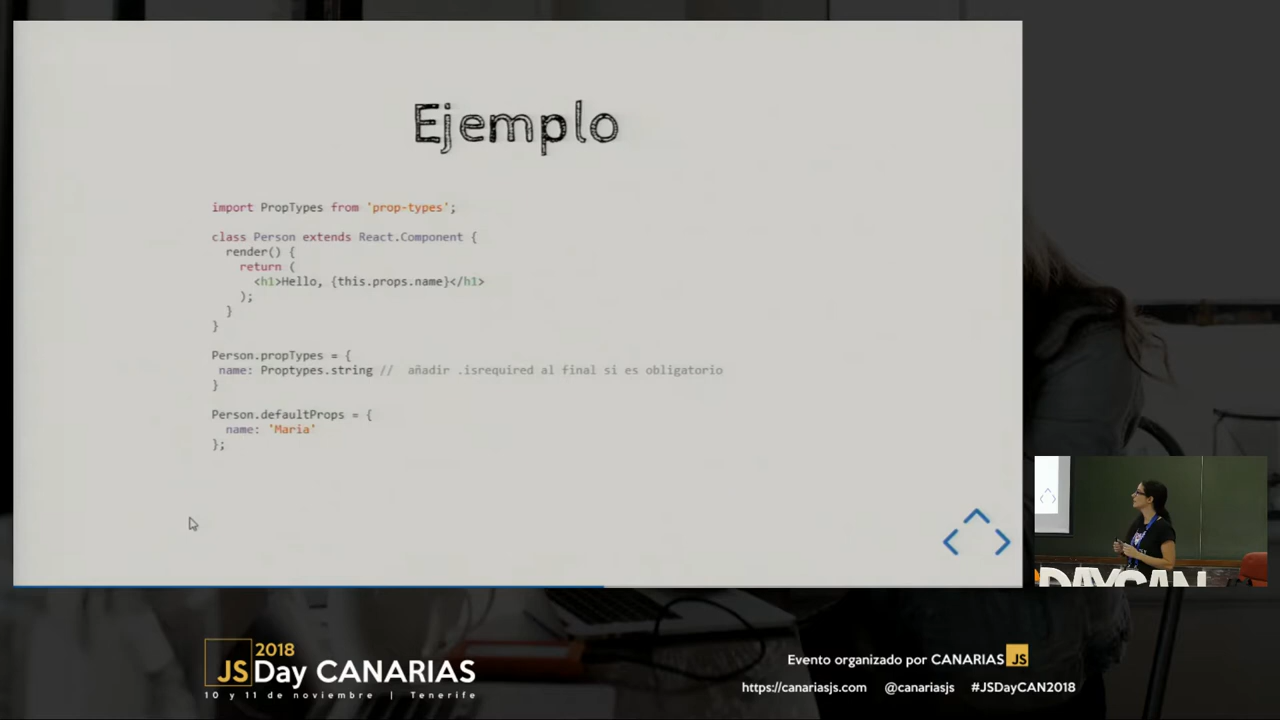 Ejemplo
import PropTypes from 'prop-types';
class Person extends React.Component {
render() {
return (
<h1>Hello, {this.props.name}</h1>
);
}
}
Person.propTypes = {
name: Proptypes.string // añadir .isrequired al final si es obligatorio
}
Person.defaultProps = {
name: 'Maria'
};
DAYCAN
2018
JSDay CANARIAS
10 y 11 de noviembre | Tenerife
Evento organizado por CANARIAS JS
https://canariasjs.com @canariasjs #JSDayCAN2018